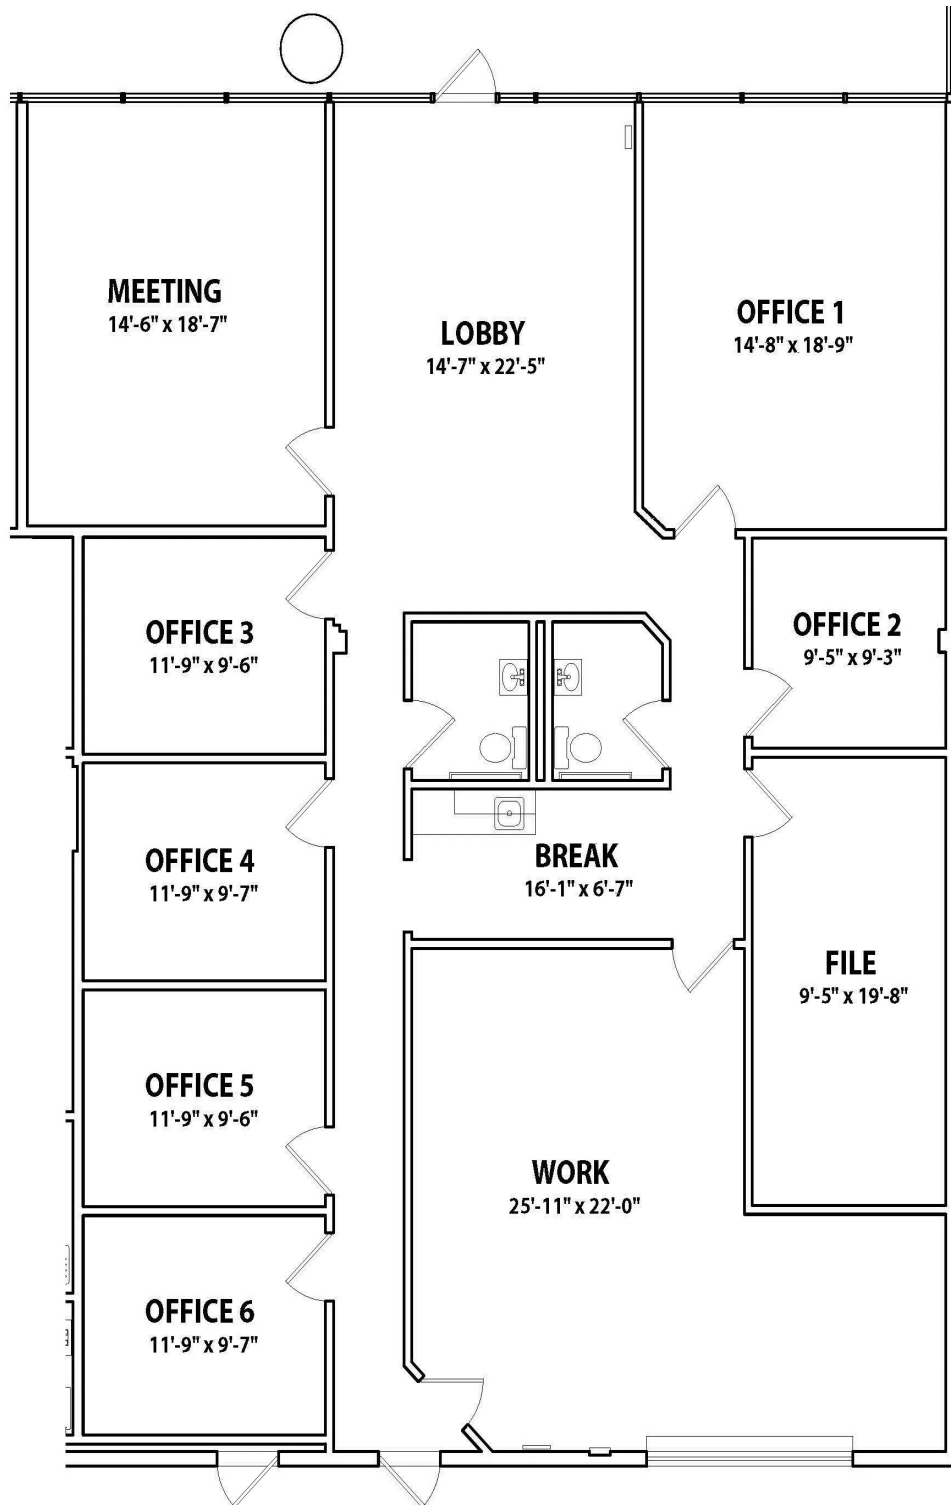 MEETING
14'-6" x 18'-7"
LOBBY
14'-7" x 22'-5"
OFFICE 1
14'-8" x 18'-9"
OFFICE 3
11'-9" x 9'-6"
OFFICE 2
9'-5" x 9'-3"
OFFICE 4
11'-9" x 9'-7"
BREAK
16'-1" x 6'-7"
FILE
9'-5" x 19'-8"
OFFICE 5
11'-9" x 9'-6"
WORK
25'-11" x 22'-0"
OFFICE 6
11'-9" x 9'-7"